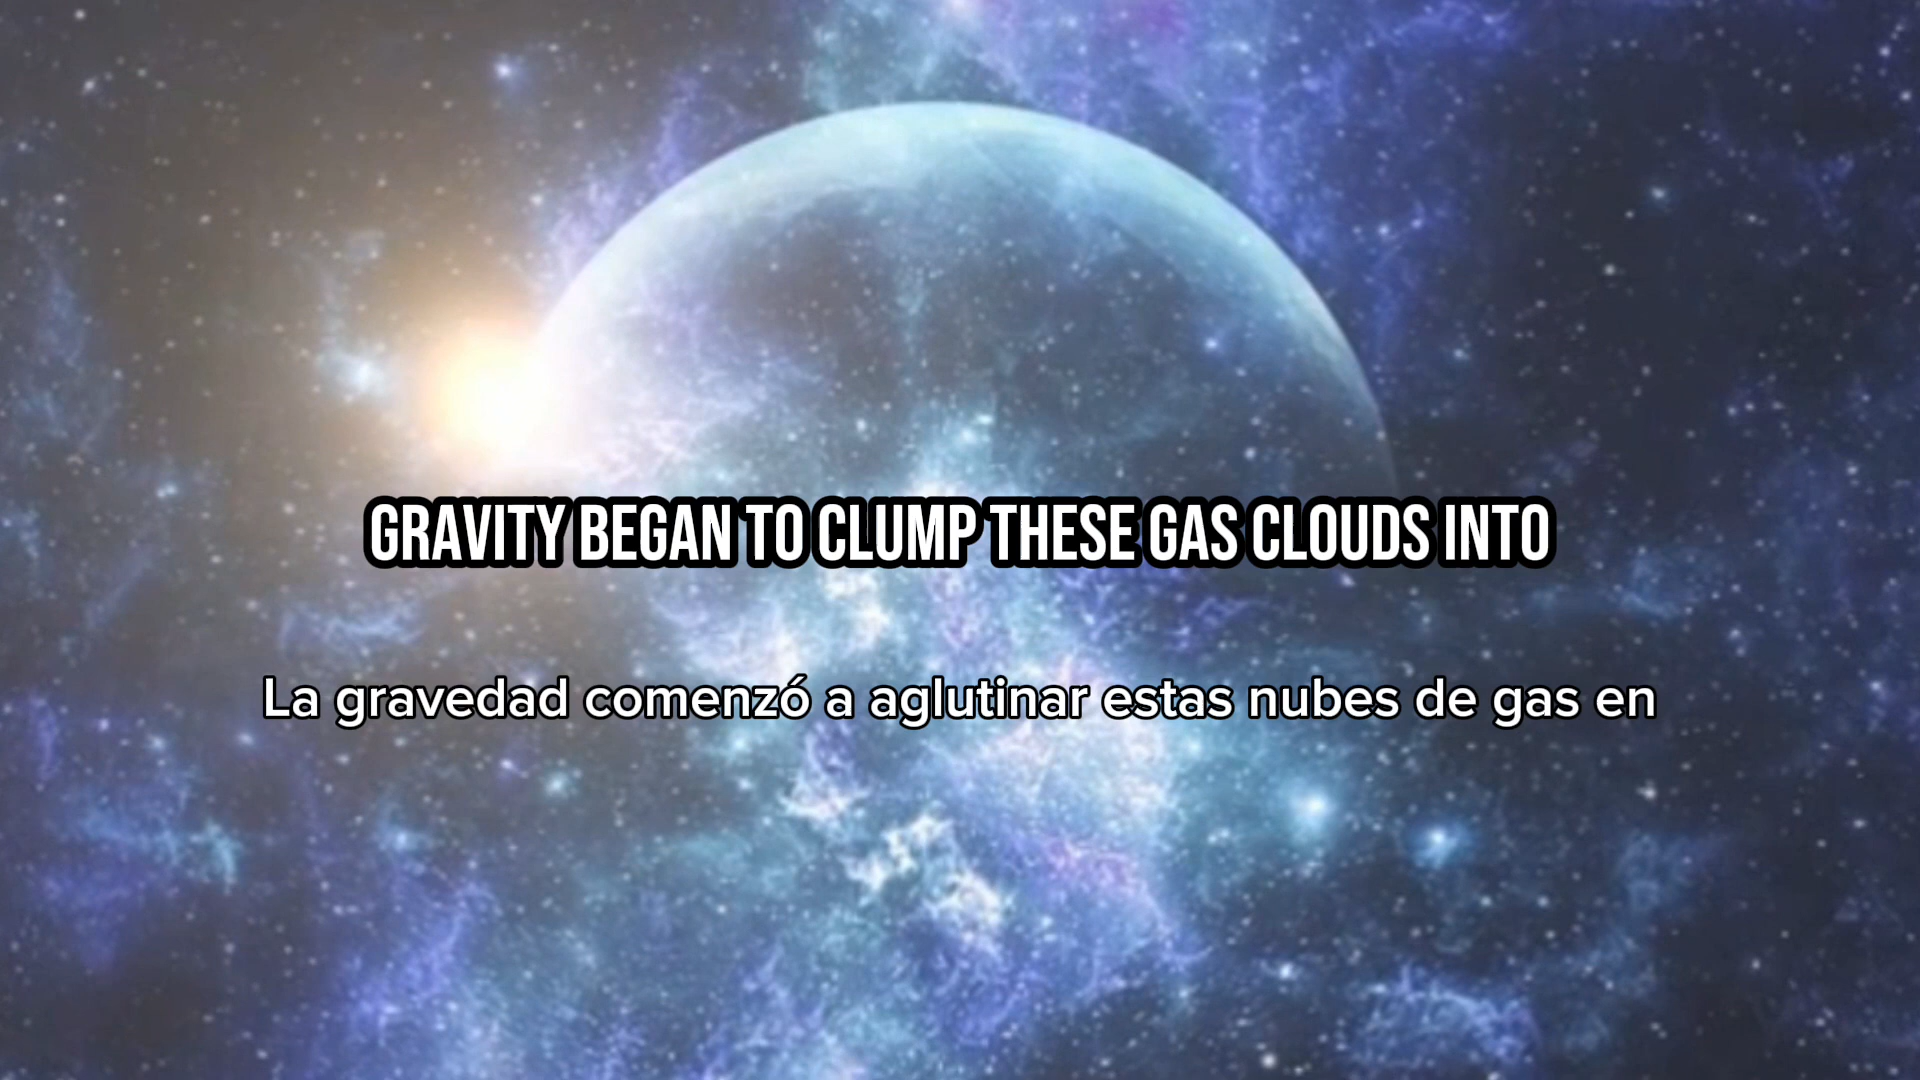 GRAVITY BEGAN TO CLUMP THESE GAS CLOUDS INTO
La gravedad comenzó a aglutinar estas nubes de gas en